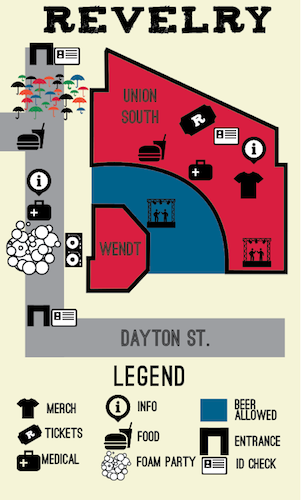 REVELRY
UNION
SOUTH
R
WENDT
DAYTON ST.
LEGEND
MERCH
INFO
BEER
ALLOWED
R
TICKETS
FOOD
ENTRANCE
MEDICAL
FOAM PARTY
ID CHECK